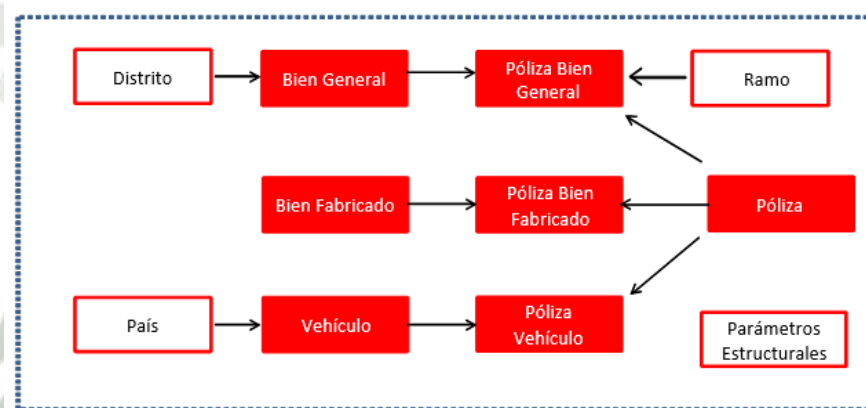 Distrito
Bien General
Póliza Bien
General
Ramo
Bien Fabricado
Póliza Bien
Fabricado
Póliza
País
Vehículo
Póliza
Vehículo
Parámetros
Estructurales